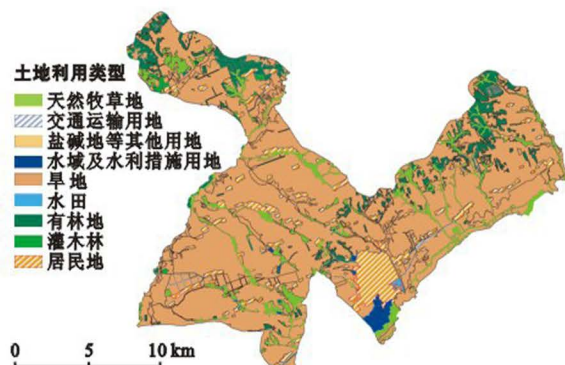 土地利用类型
天然牧草地
交通运输用地
盐碱地等其他用地
水域及水利措施用地
旱地
水田
有林地
灌木林
居民地
0 5 10 km